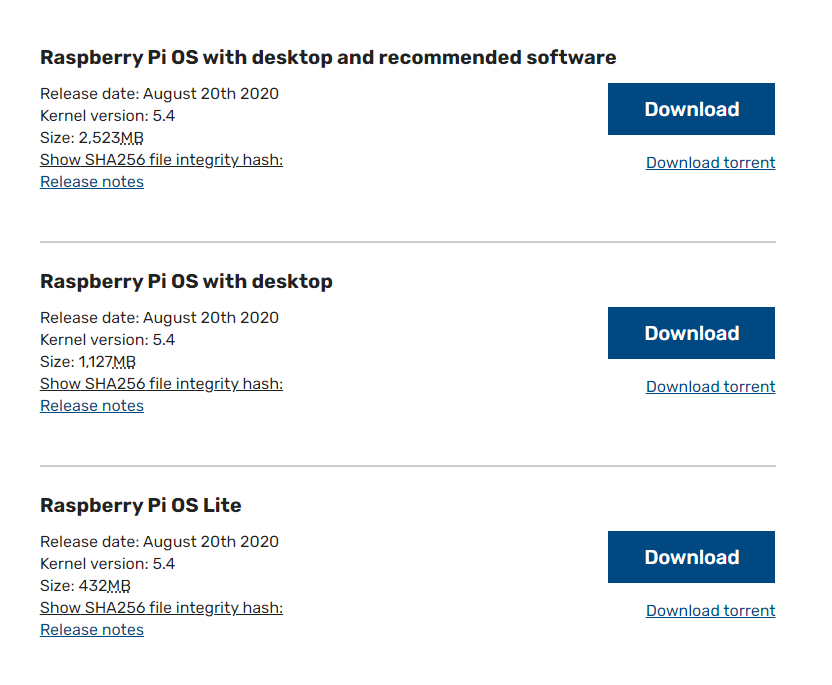 Raspberry Pi OS with desktop and recommended software
Release date: August 20th 2020
Kernel version: 5.4
Size: 2,523MB
Show SHA256 file integrity hash:
Release notes
Download
Download torrent
Raspberry Pi OS with desktop
Release date: August 20th 2020
Kernel version: 5.4
Size: 1,127MB
Show SHA256 file integrity hash:
Release notes
Download
Download torrent
Raspberry Pi OS Lite
Release date: August 20th 2020
Kernel version: 5.4
Size: 432MB
Show SHA256 file integrity hash:
Release notes
Download
Download torrent